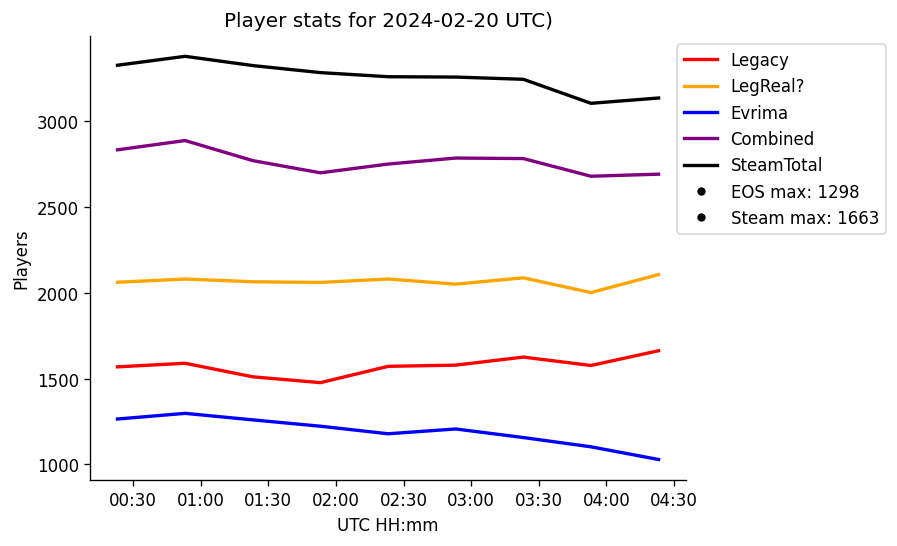 Player stats for 2024-02-20 UTC)
Legacy
LegReal?
Evrima
Combined
SteamTotal
EOS max: 1298
Steam max: 1663
Players
3000
2500
2000
1500
1000
00:30 01:00 01:30 02:00 02:30 03:00 03:30 04:00 04:30
UTC HH:mm